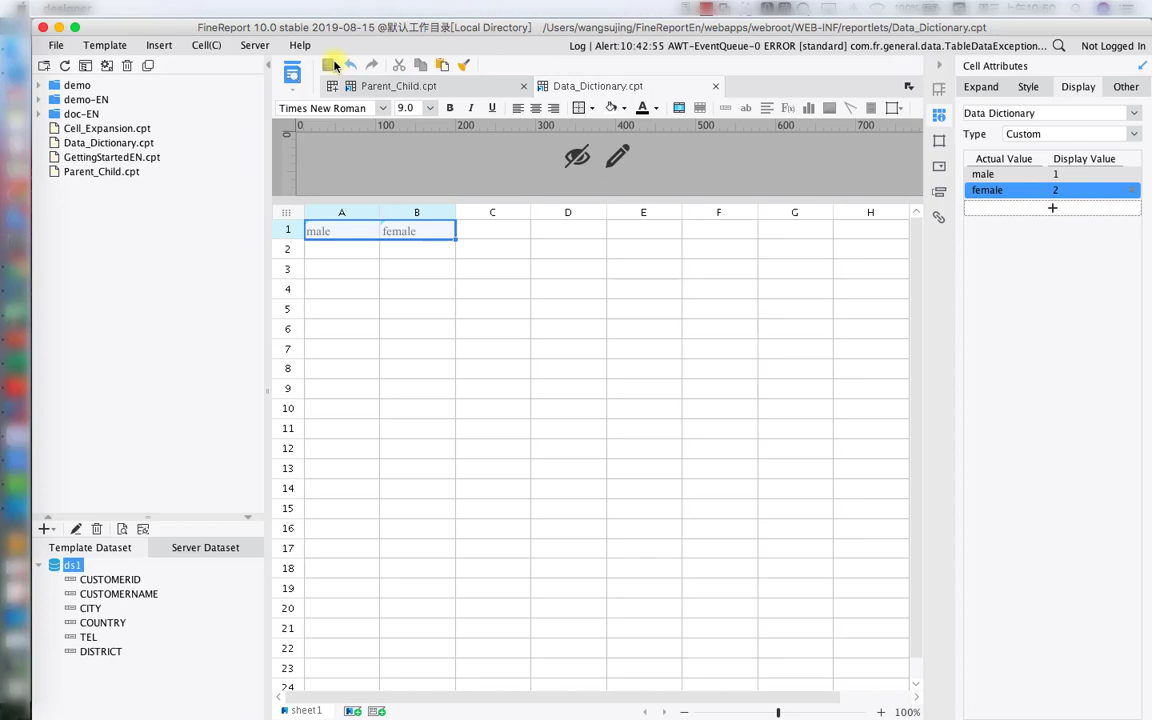 FineReport 10.0 stable 2019-08-15 @默认工作目录[Local Directory] /Users/wangsujing/FineReportEn/webapps/webroot/WEB-INF/reportlets/Data_Dictionary.cpt
File Template Insert Cell(C) Server Help Log | Alert:10:42:55 AWT-EventQueue-0 ERROR [standard] com.fr.general.data.TableDataException... Not Logged In
Cell Attributes
Parent_Child.cpt Data_Dictionary.cpt
Expand Style Display Other
Times New Roman 9.0 B I U A
Data Dictionary
Type Custom
0 100 200 300 400 500 600 700
0
Actual Value Display Value
male 1
female 2
demo
demo-EN
doc-EN
Cell_Expansion.cpt
Data_Dictionary.cpt
GettingStartedEN.cpt
Parent_Child.cpt
A B C D E F G H
1 male female
2
3
4
5
6
7
8
9
10
11
12
13
14
15
16
17
18
19
20
21
22
23
24
Template Dataset Server Dataset
ds1
CUSTOMERID
CUSTOMERNAME
CITY
COUNTRY
TEL
DISTRICT
sheet1 100%